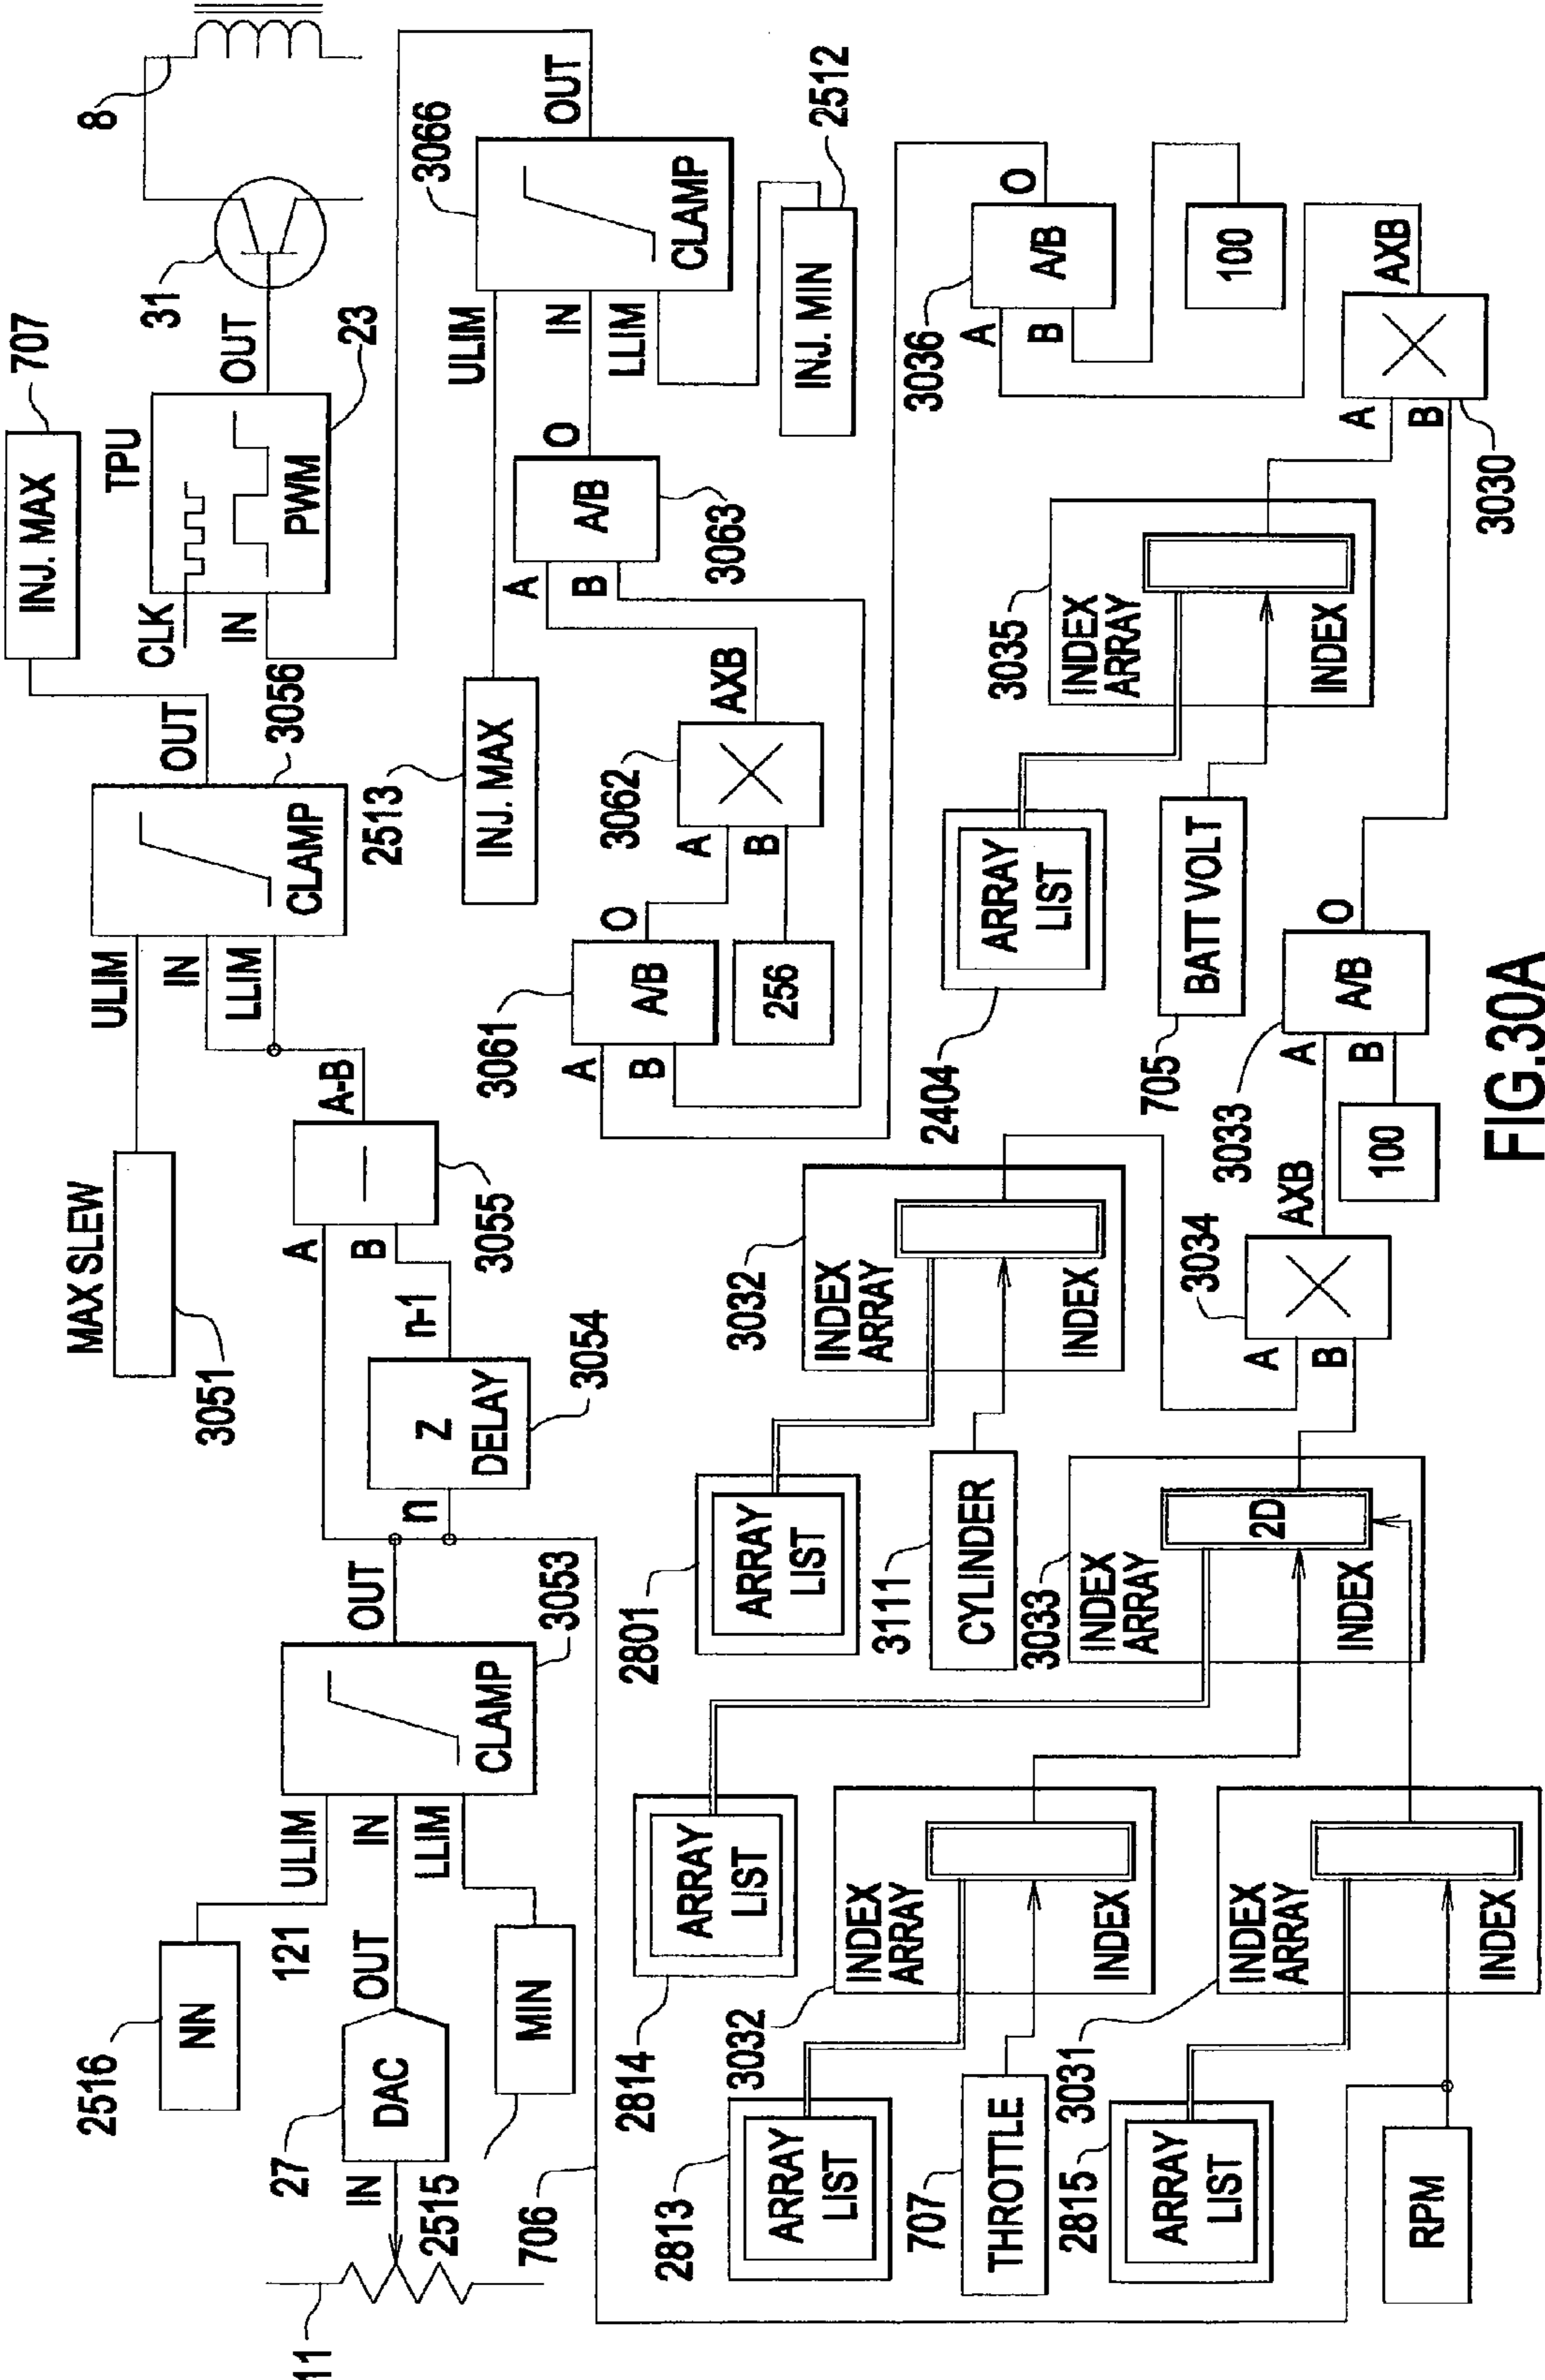 8
31
OUT
23
TPU
PWM
CLK
IN
707
INJ. MAX
OUT
3056
CLAMP
ULIM
IN
LLIM
MAX SLEW
3051
A-B
3055
A
B
n-1
3054
Z
DELAY
n
OUT
3053
CLAMP
ULIM
IN
LLIM
2516
NN
121
OUT
27
DAC
IN
MIN
2515
11
706
OUT
3066
CLAMP
ULIM
IN
LLIM
2512
INJ. MIN
2513
INJ. MAX
O
A/B
3063
A
B
AXB
3062
A
B
O
3061
A/B
A
B
256
O
3036
A/B
A
B
100
AXB
A
B
3030
3035
INDEX
ARRAY
INDEX
2404
ARRAY
LIST
705
BATT VOLT
O
3033
A/B
A
B
100
AXB
3034
A
B
3032
INDEX
ARRAY
INDEX
2801
ARRAY
LIST
3111
CYLINDER
3033
INDEX
ARRAY
2D
INDEX
2814
ARRAY
LIST
3032
INDEX
ARRAY
INDEX
2813
ARRAY
LIST
707
THROTTLE
3031
INDEX
ARRAY
INDEX
2815
ARRAY
LIST
RPM
FIG.30A